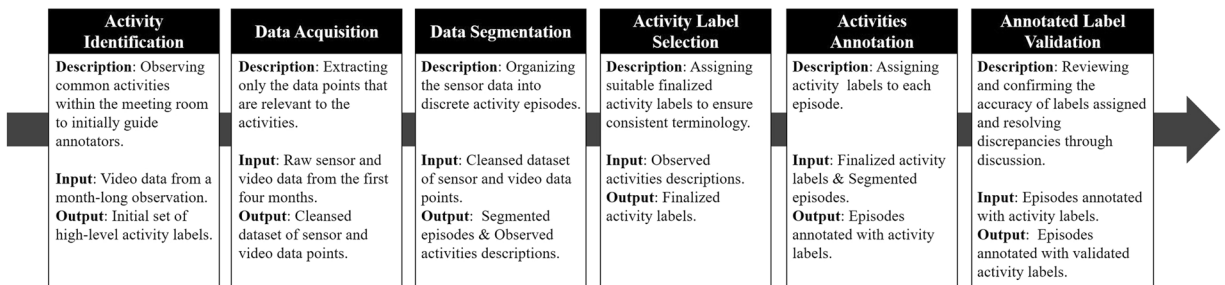 Activity
Identification
Description: Observing
common activities
within the meeting room
to initially guide
annotators.
Input: Video data from a
month-long observation.
Output: Initial set of
high-level activity labels.
Data Acquisition
Description: Extracting
only the data points that
are relevant to the
activities.
Input: Raw sensor and
video data from the first
four months.
Output: Cleansed
dataset of sensor and
video data points.
Data Segmentation
Description: Organizing
the sensor data into
discrete activity episodes.
Input: Cleansed dataset
of sensor and video data
points.
Output: Segmented
episodes & Observed
activities descriptions.
Activity Label
Selection
Description: Assigning
suitable finalized
activity labels to ensure
consistent terminology.
Input: Observed
activities descriptions.
Output: Finalized
activity labels.
Activities
Annotation
Description: Assigning
activity labels to each
episode.
Input: Finalized activity
labels & Segmented
episodes.
Output: Episodes
annotated with activity
labels.
Annotated Label
Validation
Description: Reviewing
and confirming the
accuracy of labels assigned
and resolving
discrepancies through
discussion.
Input: Episodes annotated
with activity labels.
Output: Episodes
annotated with validated
activity labels.